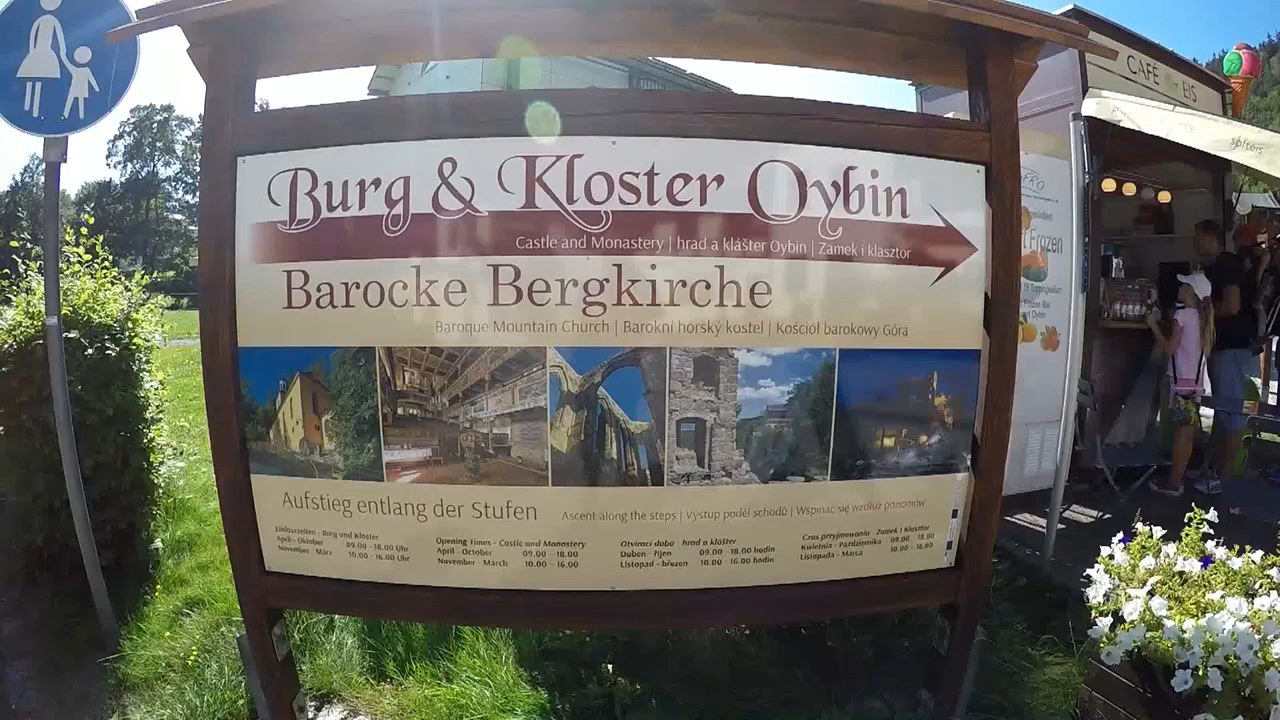 Burg & Kloster Oybin
Castle and Monastery | hrad a klášter Oybin | Zamek i klasztor
Barocke Bergkirche
Baroque Mountain Church | Barokní horský kostel | Kościół barokowy Góra
Aufstieg entlang der Stufen
Ascent along the steps | Výstup podél schodů | Wspinać się wzdłuż poziomów
Einlasszeiten - Burg und Kloster
April - Oktober 09.00 - 18.00 Uhr
November - März 10.00 - 16.00 Uhr
Opening Times - Castle and Monastery
April - October 09.00 - 18.00
November - March 10.00 - 16.00
Otvírací doba - hrad a klášter
Duben - říjen 09.00 - 18.00 hodin
Listopad - březen 10.00 - 16.00 hodin
Czas przyjmowania Zamek i Klasztor
Kwietnia - Października 09.00 - 18.00
Listopada - Marca 10.00 - 16.00
CAFÉ EIS
Frozen